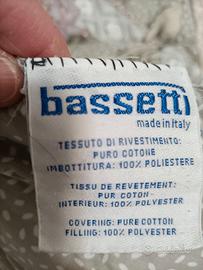 bassetti
made in Italy
TESSUTO DI RIVESTIMENTO:
PURO COTONE
IMBOTTITURA: 100% POLIESTERE
TISSU DE REVETEMENT:
PUR COTON
INTERIEUR: 100% POLYESTER
COVERING: PURE COTTON
FILLING: 100% POLYESTER